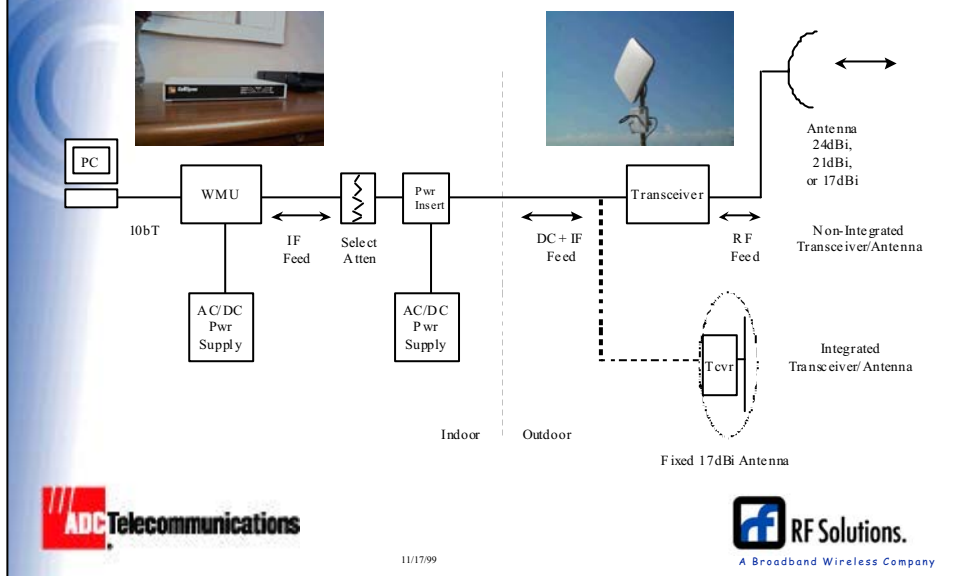 PC
10bT
WMU
AC/DC
Pwr
Supply
IF
Feed
Select
Atten
Pwr
Insert
AC/DC
Pwr
Supply
DC + IF
Feed
Indoor
Outdoor
Transceiver
RF
Feed
Antenna
24dBi,
21dBi,
or 17dBi
Non-Integrated
Transceiver/Antenna
Tcvr
Integrated
Transceiver/Antenna
Fixed 17dBi Antenna
ADC Telecommunications
11/17/99
rf RF Solutions.
A Broadband Wireless Company